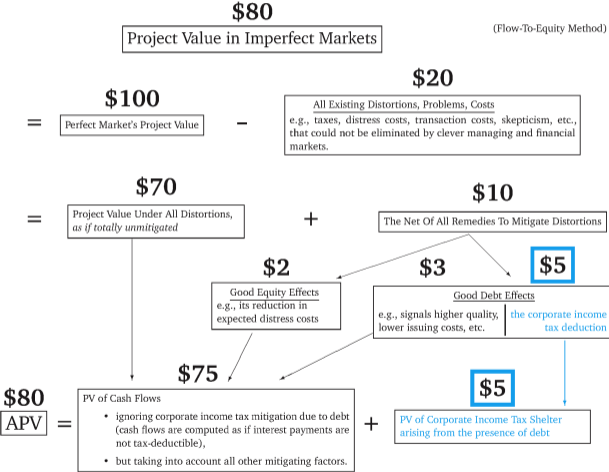 $80
Project Value in Imperfect Markets
(Flow-To-Equity Method)
$100
$20
= Perfect Market's Project Value –
All Existing Distortions, Problems, Costs
e.g., taxes, distress costs, transaction costs, skepticism, etc.,
that could not be eliminated by clever managing and financial
markets.
$70
$10
= Project Value Under All Distortions,
as if totally unmitigated
+ The Net Of All Remedies To Mitigate Distortions
$2
$3
$5
Good Equity Effects
e.g., its reduction in
expected distress costs
Good Debt Effects
e.g., signals higher quality,
lower issuing costs, etc.
the corporate income
tax deduction
$80
APV =
$75
PV of Cash Flows
• ignoring corporate income tax mitigation due to debt
(cash flows are computed as if interest payments are
not tax-deductible),
• but taking into account all other mitigating factors.
+
$5
PV of Corporate Income Tax Shelter
arising from the presence of debt